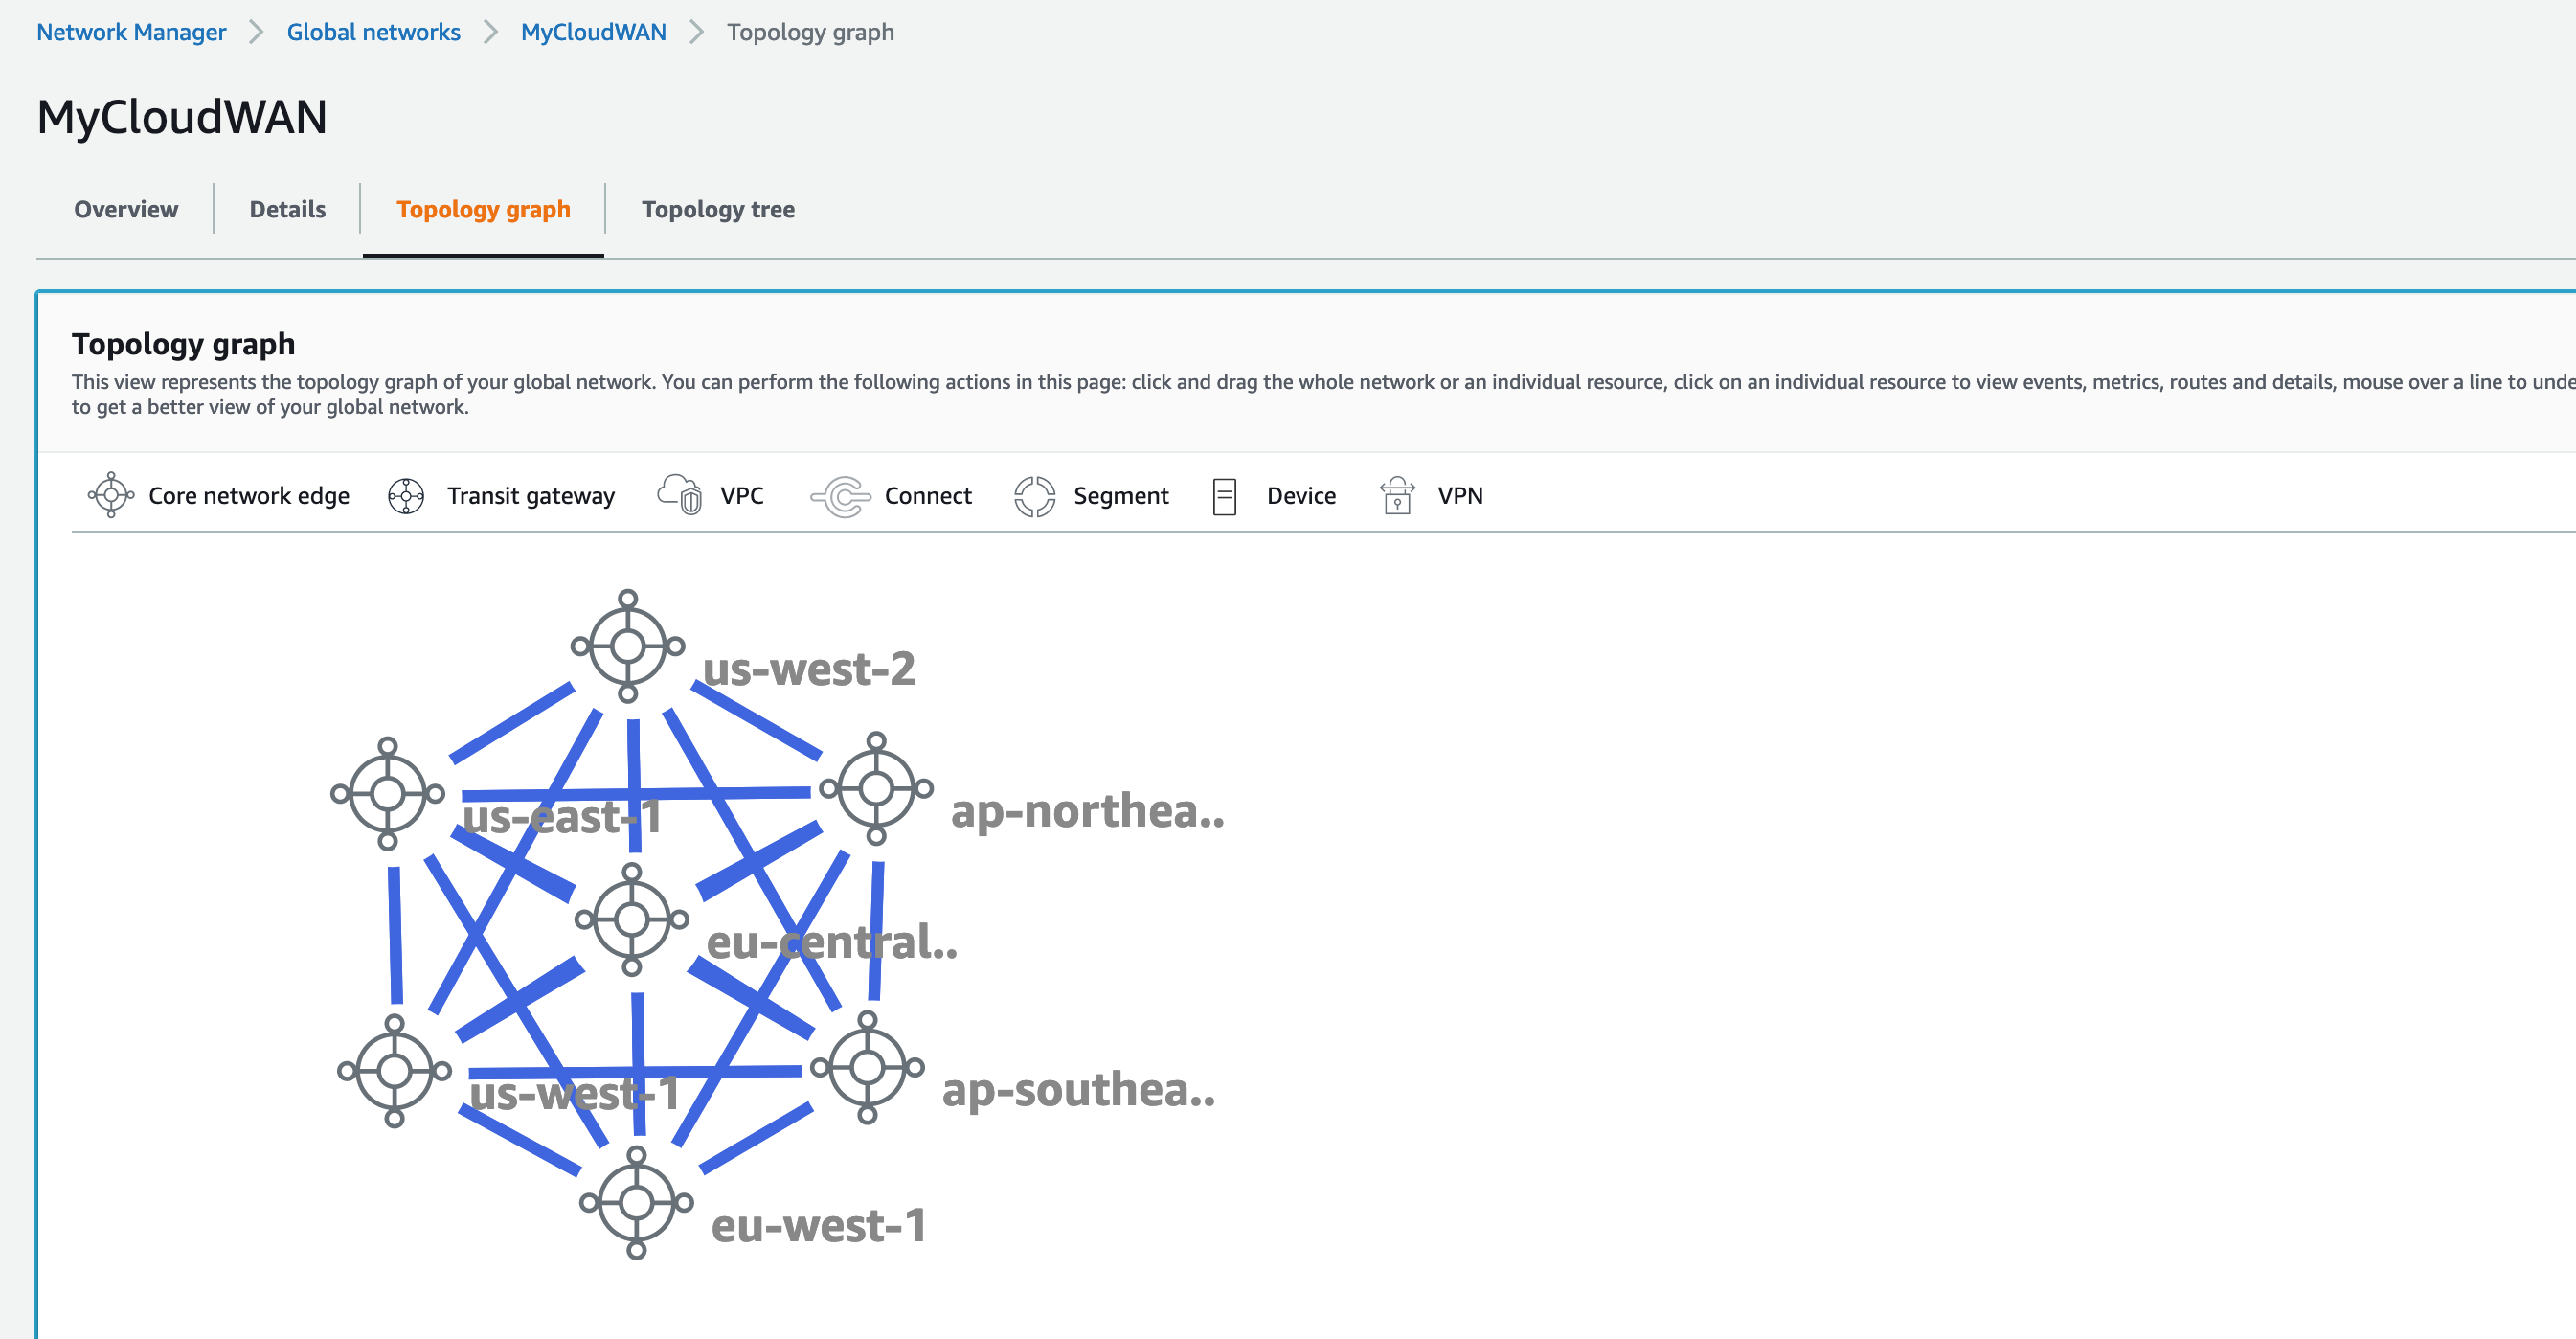 Network Manager > Global networks > MyCloudWAN > Topology graph
MyCloudWAN
Overview Details Topology graph Topology tree
Topology graph
This view represents the topology graph of your global network. You can perform the following actions in this page: click and drag the whole network or an individual resource, click on an individual resource to view events, metrics, routes and details, mouse over a line to unde
to get a better view of your global network.
Core network edge Transit gateway VPC Connect Segment Device VPN
us-west-2
us-east-1
ap-northea..
eu-central..
us-west-1
ap-southea..
eu-west-1